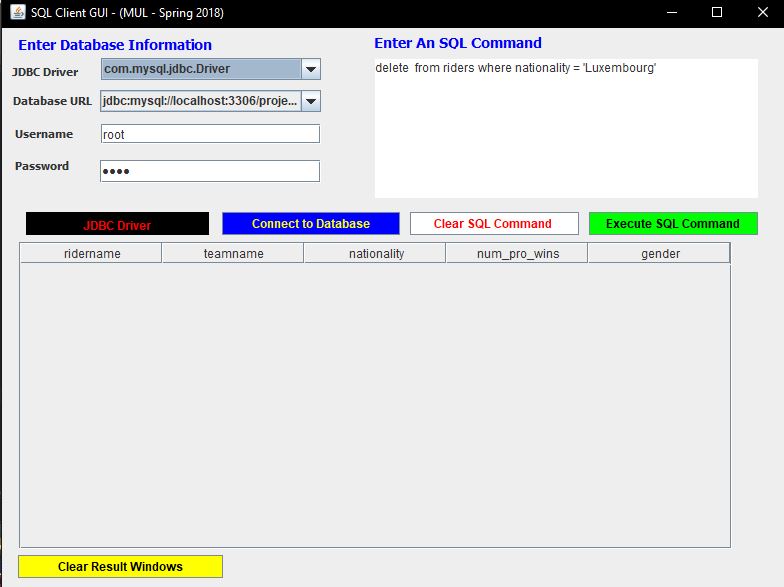 SQL Client GUI - (MUL - Spring 2018)
Enter Database Information
Enter An SQL Command
JDBC Driver com.mysql.jdbc.Driver
delete  from riders where nationality = 'Luxembourg'
Database URL jdbc:mysql://localhost:3306/proje...
Username root
Password ••••
JDBC Driver Connect to Database Clear SQL Command Execute SQL Command
ridername teamname nationality num_pro_wins gender
Clear Result Windows